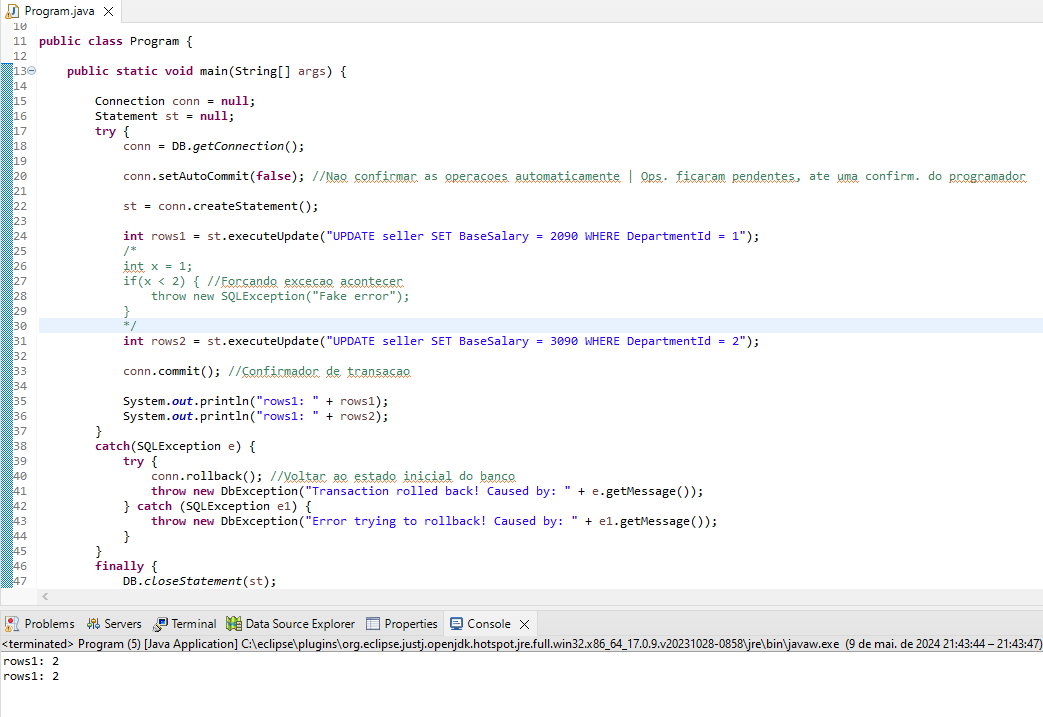 Program.java
10
11 public class Program {
12
13 public static void main(String[] args) {
14
15 Connection conn = null;
16 Statement st = null;
17 try {
18 conn = DB.getConnection();
19
20 conn.setAutoCommit(false); //Nao confirmar as operacoes automaticamente | Ops. ficaram pendentes, ate uma confirm. do programador
21
22 st = conn.createStatement();
23
24 int rows1 = st.executeUpdate("UPDATE seller SET BaseSalary = 2090 WHERE DepartmentId = 1");
25 /*
26 int x = 1;
27 if(x < 2) { //Forcando excecao acontecer
28 throw new SQLException("Fake error");
29 }
30 */
31 int rows2 = st.executeUpdate("UPDATE seller SET BaseSalary = 3090 WHERE DepartmentId = 2");
32
33 conn.commit(); //Confirmador de transacao
34
35 System.out.println("rows1: " + rows1);
36 System.out.println("rows1: " + rows2);
37 }
38 catch(SQLException e) {
39 try {
40 conn.rollback(); //Voltar ao estado inicial do banco
41 throw new DbException("Transaction rolled back! Caused by: " + e.getMessage());
42 } catch (SQLException e1) {
43 throw new DbException("Error trying to rollback! Caused by: " + e1.getMessage());
44 }
45 }
46 finally {
47 DB.closeStatement(st);
Problems Servers Terminal Data Source Explorer Properties Console
<terminated> Program (5) [Java Application] C:\eclipse\plugins\org.eclipse.justj.openjdk.hotspot.jre.full.win32.x86_64_17.0.9.v20231028-0858\jre\bin\javaw.exe (9 de mai. de 2024 21:43:44 – 21:43:47)
rows1: 2
rows1: 2